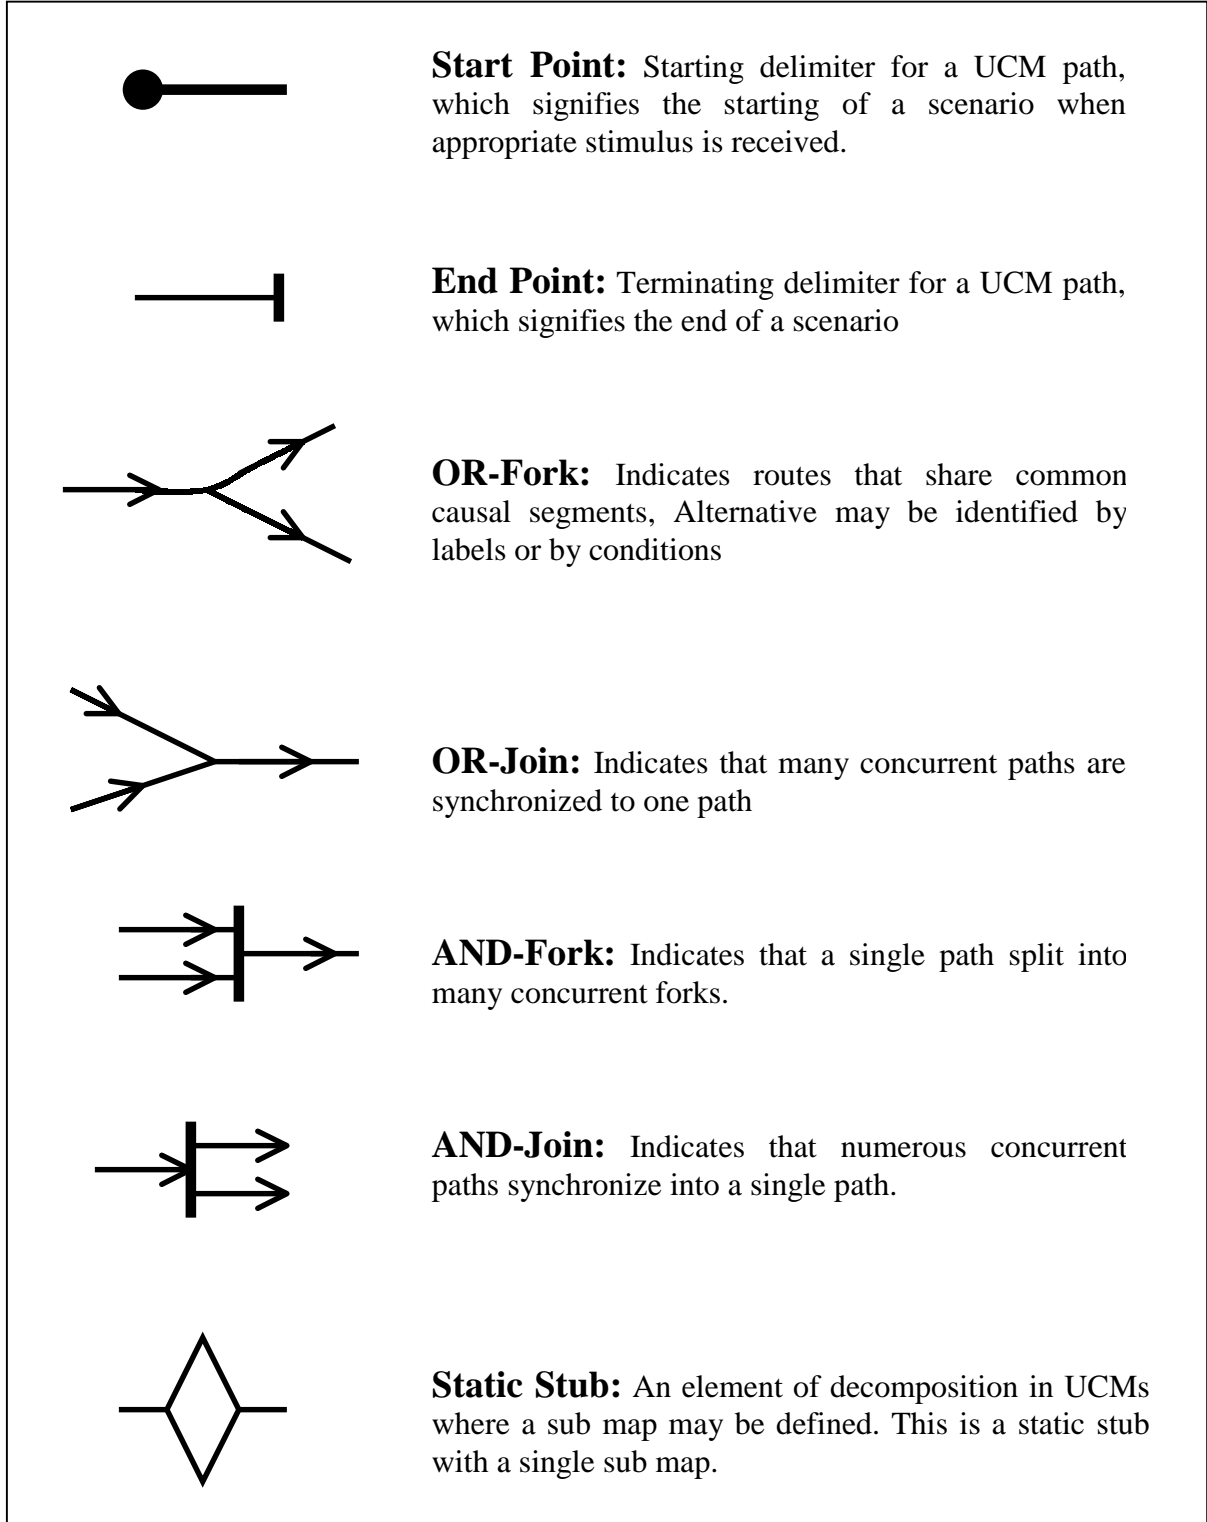 Start Point: Starting delimiter for a UCM path,
which signifies the starting of a scenario when
appropriate stimulus is received.
End Point: Terminating delimiter for a UCM path,
which signifies the end of a scenario
OR-Fork: Indicates routes that share common
causal segments, Alternative may be identified by
labels or by conditions
OR-Join: Indicates that many concurrent paths are
synchronized to one path
AND-Fork: Indicates that a single path split into
many concurrent forks.
AND-Join: Indicates that numerous concurrent
paths synchronize into a single path.
Static Stub: An element of decomposition in UCMs
where a sub map may be defined. This is a static stub
with a single sub map.